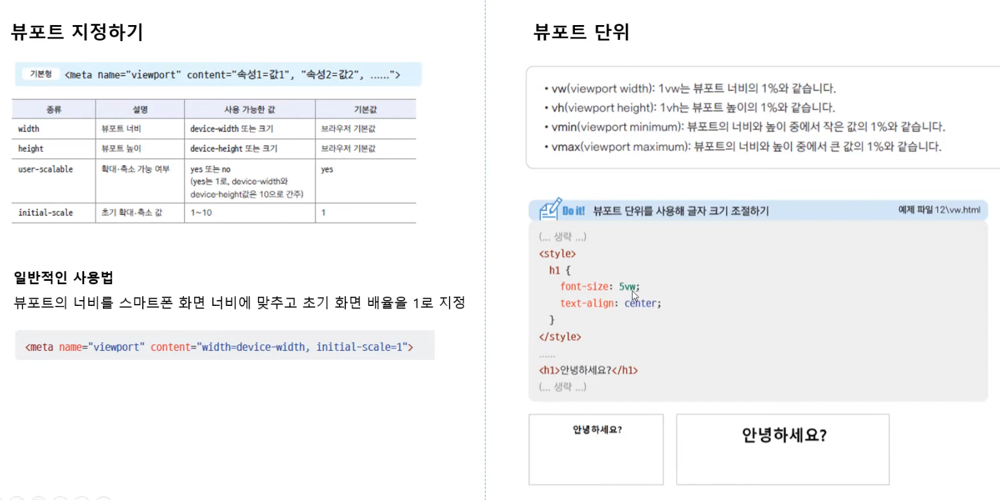 뷰포트 지정하기
기본형 <meta name="viewport" content="속성1=값1", "속성2=값2", ......">
종류 설명 사용 가능한 값 기본값
width 뷰포트 너비 device-width 또는 크기 브라우저 기본값
height 뷰포트 높이 device-height 또는 크기 브라우저 기본값
user-scalable 확대·축소 가능 여부 yes 또는 no yes
(yes는 1로, device-width와
device-height값은 10으로 간주)
initial-scale 초기 확대·축소 값 1~10 1
일반적인 사용법
뷰포트의 너비를 스마트폰 화면 너비에 맞추고 초기 화면 배율을 1로 지정
<meta name="viewport" content="width=device-width, initial-scale=1">
뷰포트 단위
• vw(viewport width): 1vw는 뷰포트 너비의 1%와 같습니다.
• vh(viewport height): 1vh는 뷰포트 높이의 1%와 같습니다.
• vmin(viewport minimum): 뷰포트의 너비와 높이 중에서 작은 값의 1%와 같습니다.
• vmax(viewport maximum): 뷰포트의 너비와 높이 중에서 큰 값의 1%와 같습니다.
Do it! 뷰포트 단위를 사용해 글자 크기 조절하기 예제 파일 12\vw.html
(... 생략 ...)
<style>
h1 {
font-size: 5vw;
text-align: center;
}
</style>
......
<h1>안녕하세요?</h1>
(... 생략 ...)
안녕하세요? 안녕하세요?